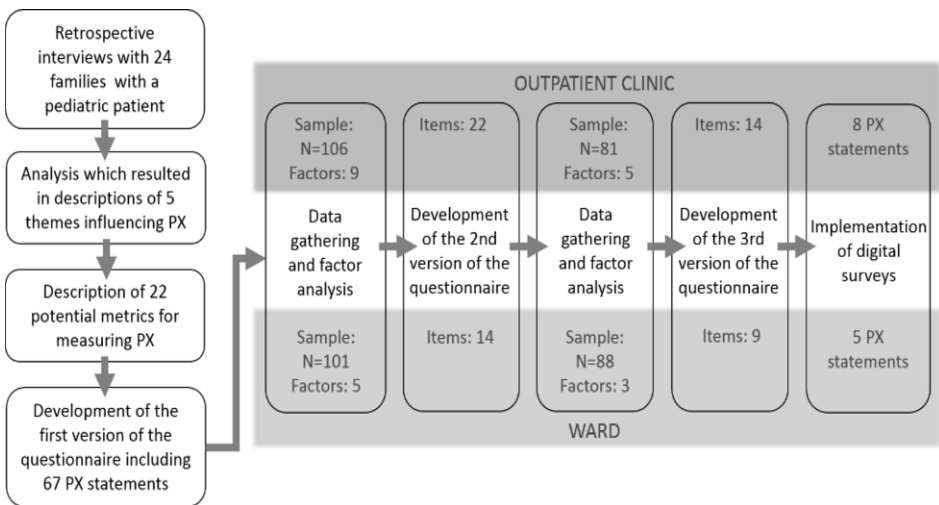 Retrospective
interviews with 24
families with a
pediatric patient
Analysis which resulted
in descriptions of 5
themes influencing PX
Description of 22
potential metrics for
measuring PX
Development of the
first version of the
questionnaire including
67 PX statements
OUTPATIENT CLINIC
Sample:
N=106
Factors: 9
Data
gathering
and factor
analysis
Sample:
N=101
Factors: 5
Items: 22
Development
of the 2nd
version of the
questionnaire
Items: 14
Sample:
N=81
Factors: 5
Data
gathering
and factor
analysis
Sample:
N=88
Factors: 3
Items: 14
Development
of the 3rd
version of the
questionnaire
Items: 9
8 PX
statements
Implementation
of digital
surveys
5 PX
statements
WARD